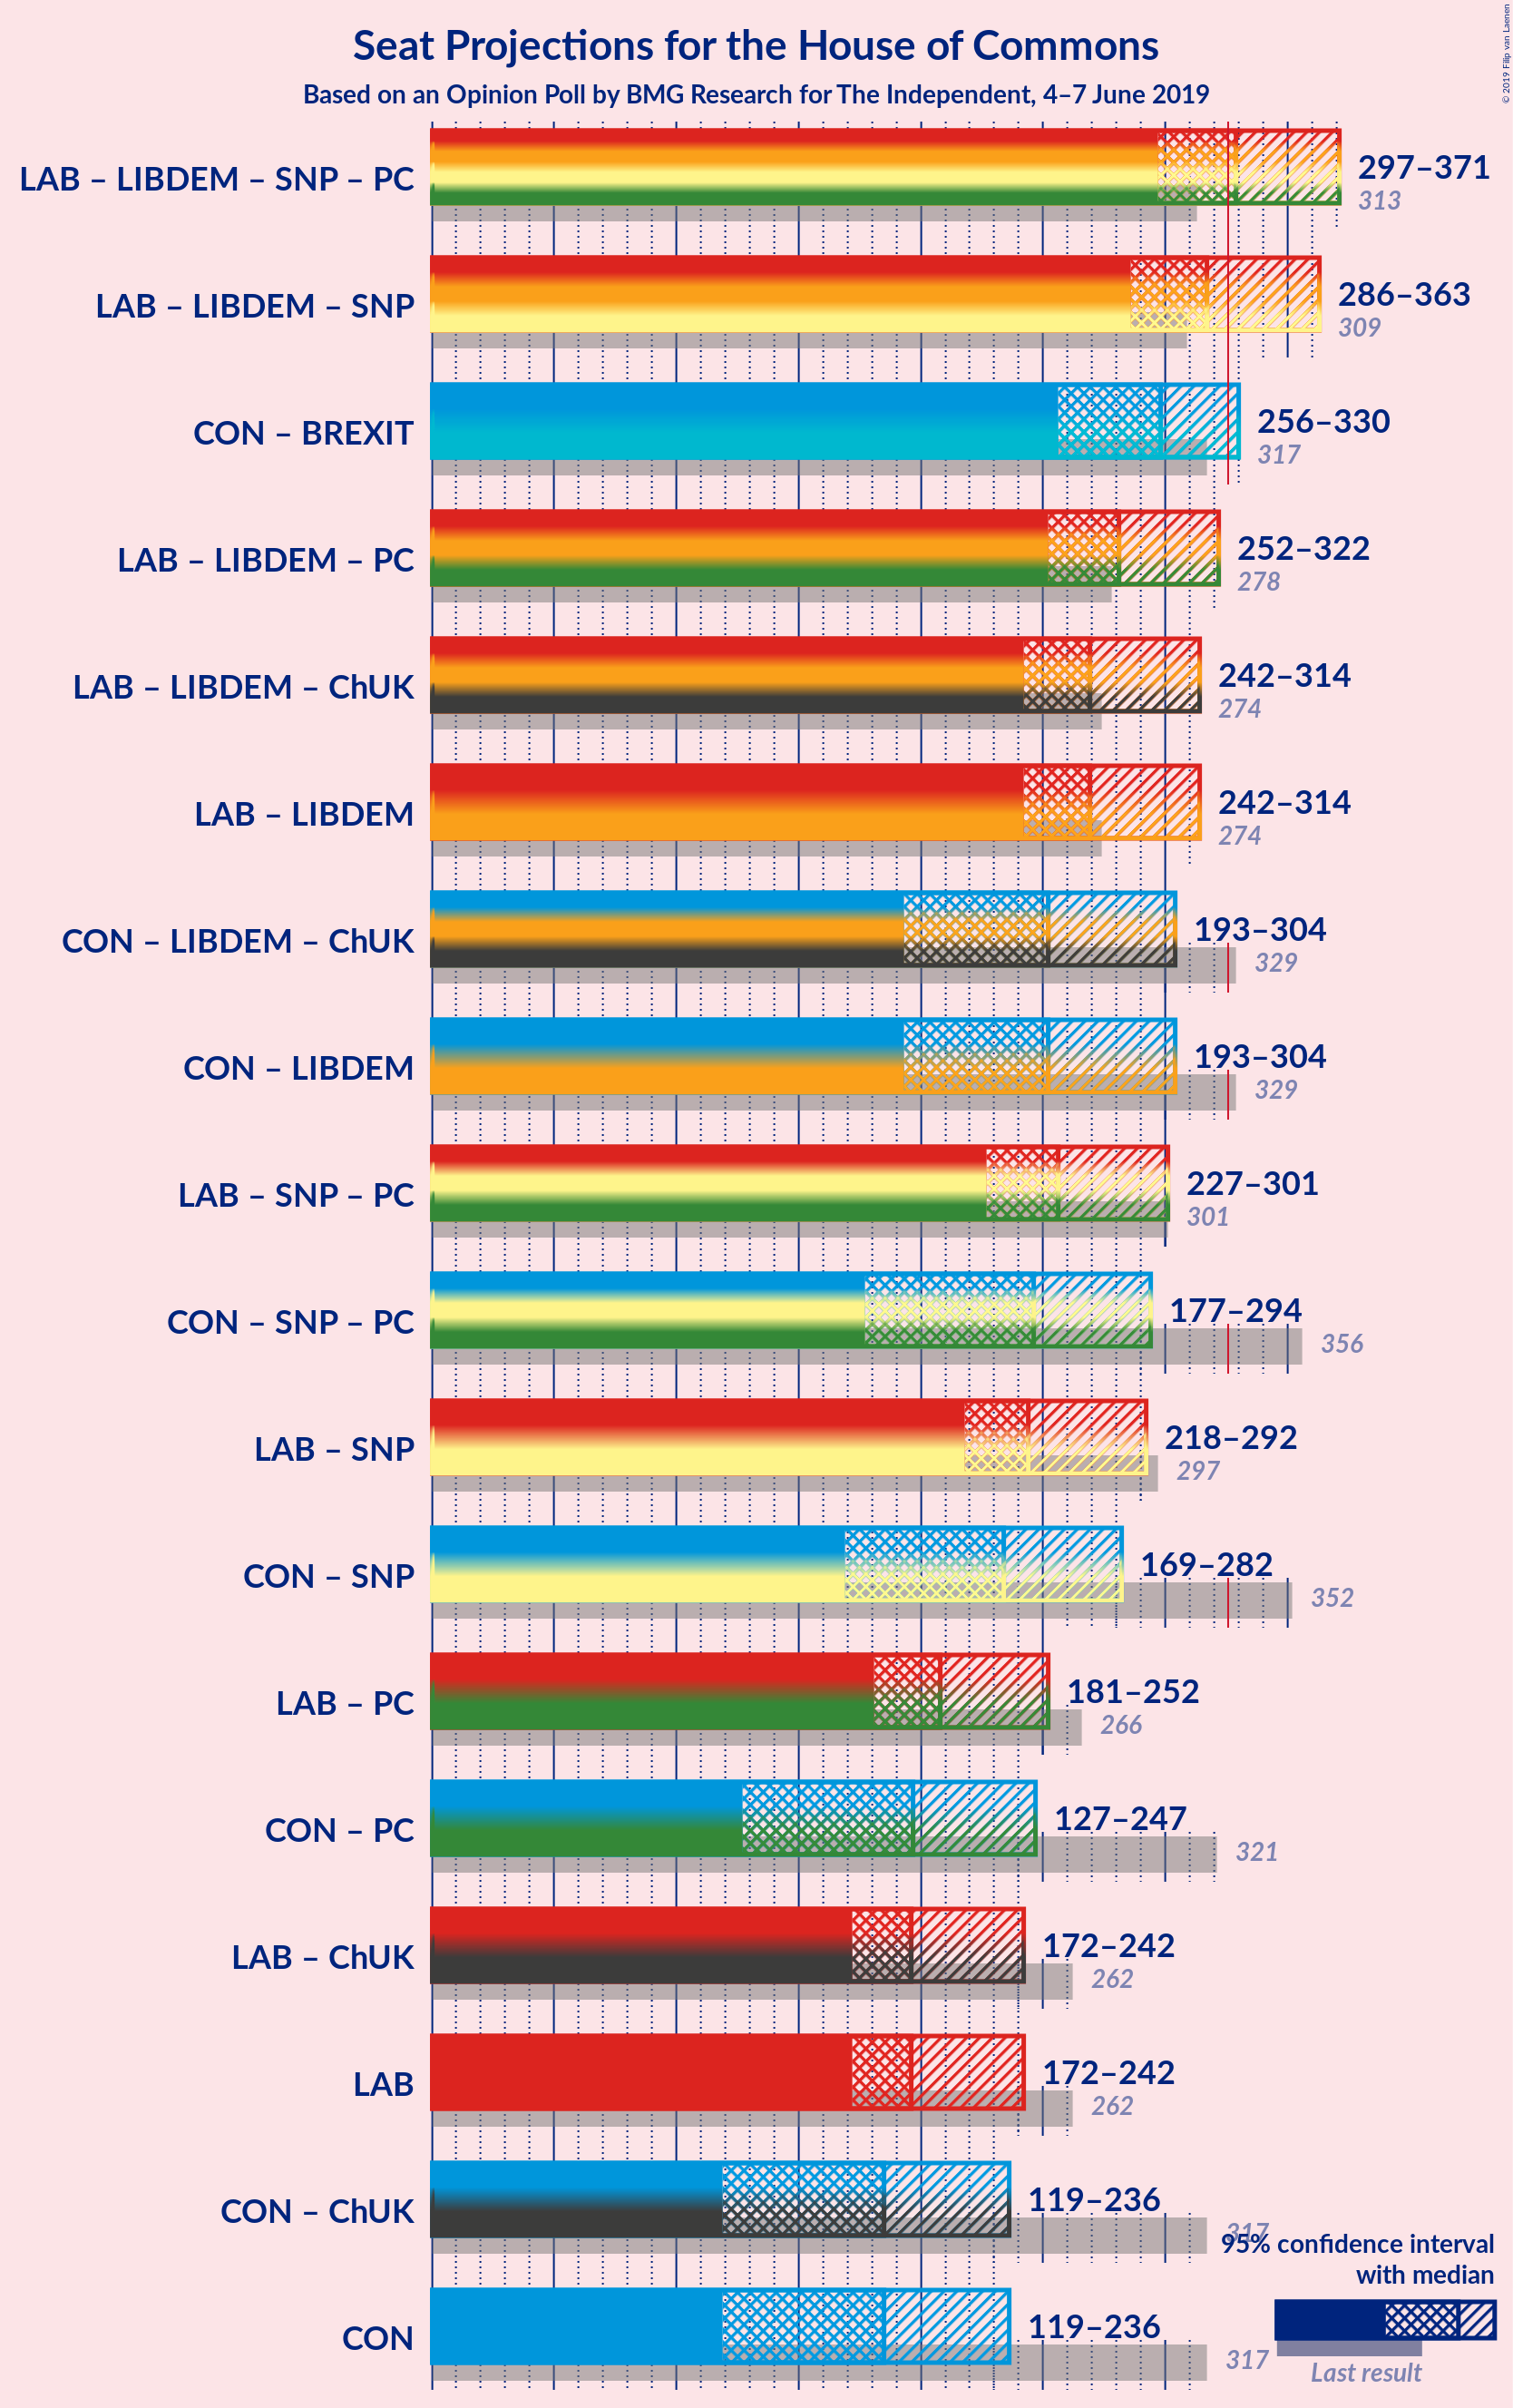 © 2019 Filip van Laenen
Seat Projections for the House of Commons
Based on an Opinion Poll by BMG Research for The Independent, 4–7 June 2019
LAB – LIBDEM – SNP – PC
297–371
313
LAB – LIBDEM – SNP
286–363
309
CON – BREXIT
256–330
317
LAB – LIBDEM – PC
252–322
278
LAB – LIBDEM – ChUK
242–314
274
LAB – LIBDEM
242–314
274
CON – LIBDEM – ChUK
193–304
329
CON – LIBDEM
193–304
329
LAB – SNP – PC
227–301
301
CON – SNP – PC
177–294
356
LAB – SNP
218–292
297
CON – SNP
169–282
352
LAB – PC
181–252
266
CON – PC
127–247
321
LAB – ChUK
172–242
262
LAB
172–242
262
CON – ChUK
119–236
317
CON
119–236
317
95% confidence interval
with median
Last result